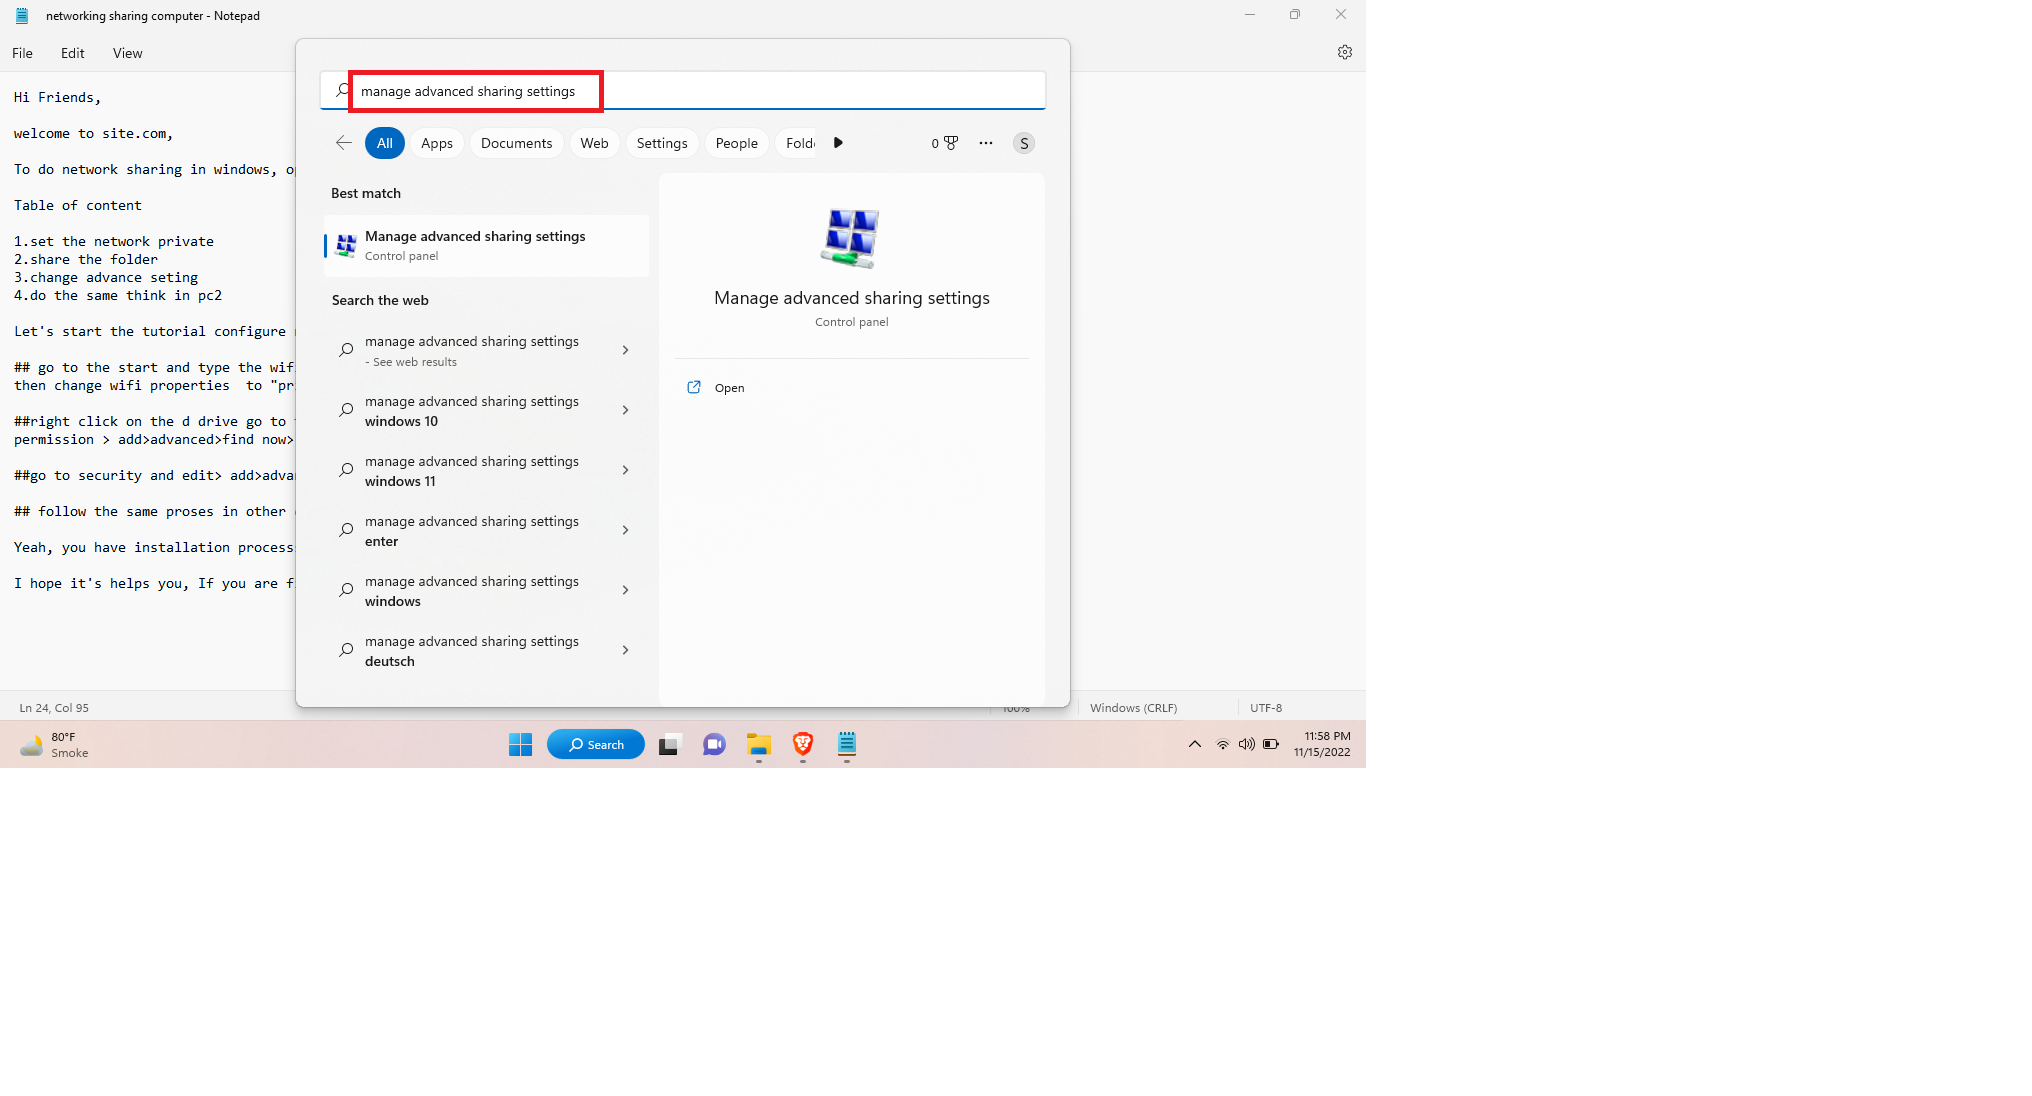 networking sharing computer - Notepad
File Edit View
Hi Friends,
welcome to site.com,
To do network sharing in windows,
Table of content
1.set the network private
2.share the folder
3.change advance seting
4.do the same think in pc2
Let's start the tutorial configure
## go to the start and type the
then change wifi properties  to
##right click on the d drive go to
permission > add>advanced>find now>
##go to security and edit> add>
## follow the same proses in other
Yeah, you have installation
I hope it's helps you, If you are
Ln 24, Col 95
100%
Windows (CRLF)
UTF-8
manage advanced sharing settings
All Apps Documents Web Settings People
0
S
Best match
Manage advanced sharing settings
Control panel
Search the web
manage advanced sharing settings
- See web results
manage advanced sharing settings
windows 10
manage advanced sharing settings
windows 11
manage advanced sharing settings
enter
manage advanced sharing settings
windows
manage advanced sharing settings
deutsch
Manage advanced sharing settings
Control panel
Open
80°F
Smoke
Search
11:58 PM
11/15/2022